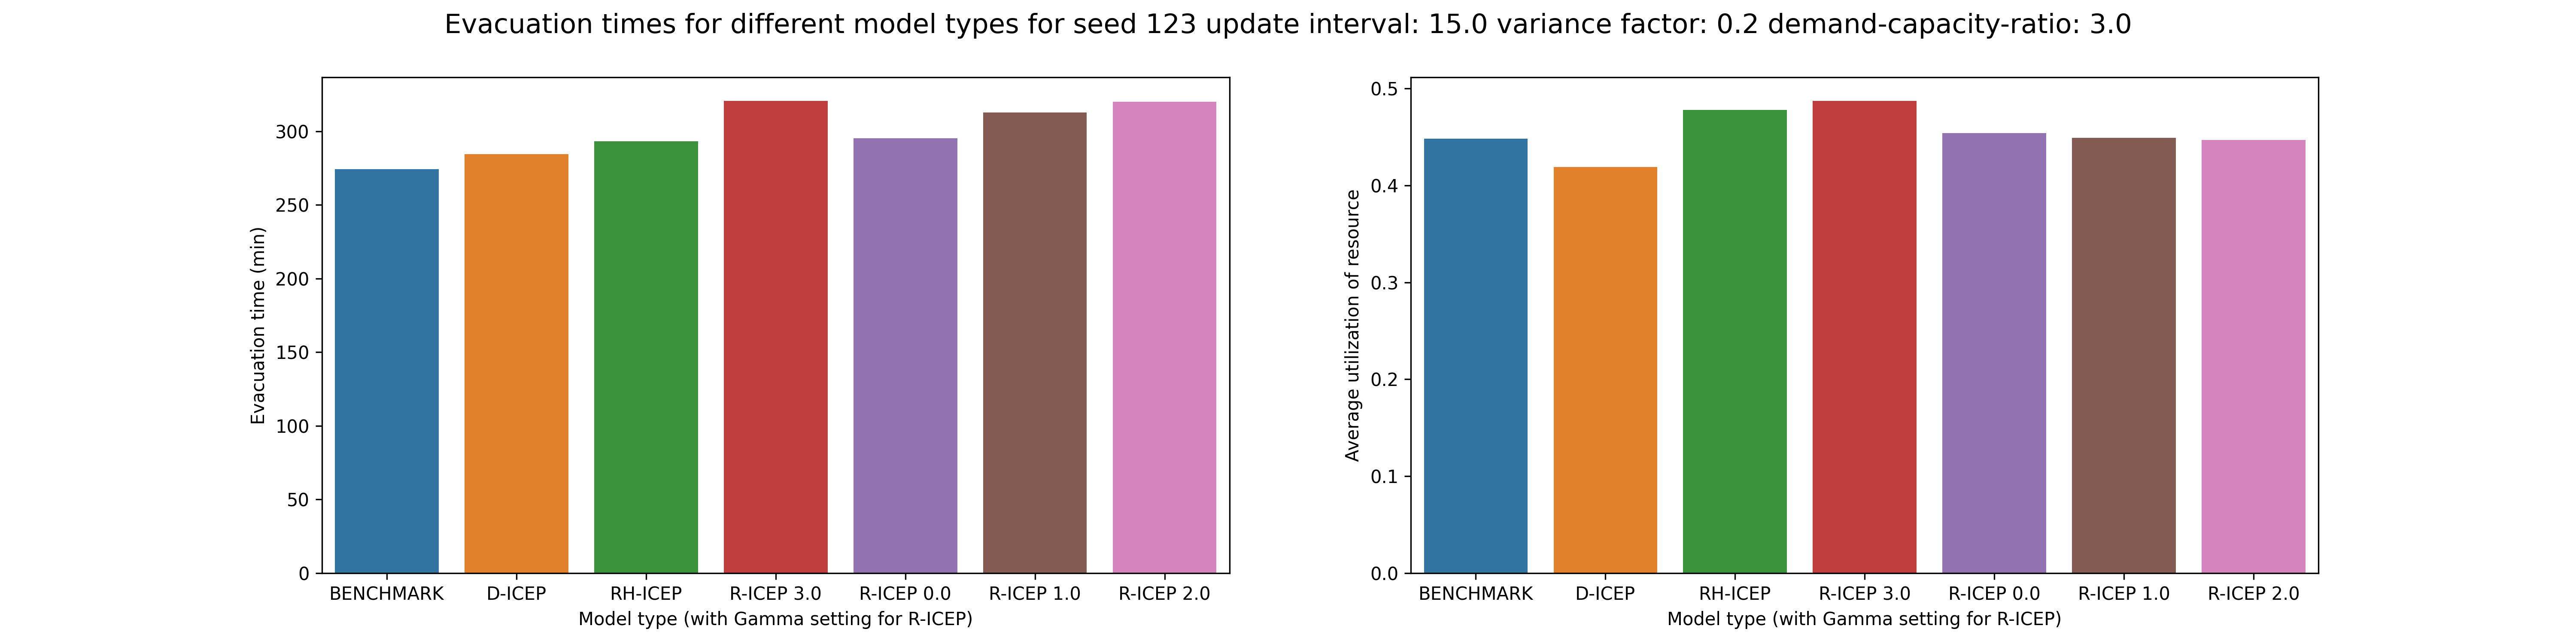 Evacuation times for different model types for seed 123 update interval: 15.0 variance factor: 0.2 demand-capacity-ratio: 3.0
Evacuation time (min)
300
250
200
150
100
50
0
BENCHMARK D-ICEP RH-ICEP R-ICEP 3.0 R-ICEP 0.0 R-ICEP 1.0 R-ICEP 2.0
Model type (with Gamma setting for R-ICEP)
Average utilization of resource
0.5
0.4
0.3
0.2
0.1
0.0
BENCHMARK D-ICEP RH-ICEP R-ICEP 3.0 R-ICEP 0.0 R-ICEP 1.0 R-ICEP 2.0
Model type (with Gamma setting for R-ICEP)